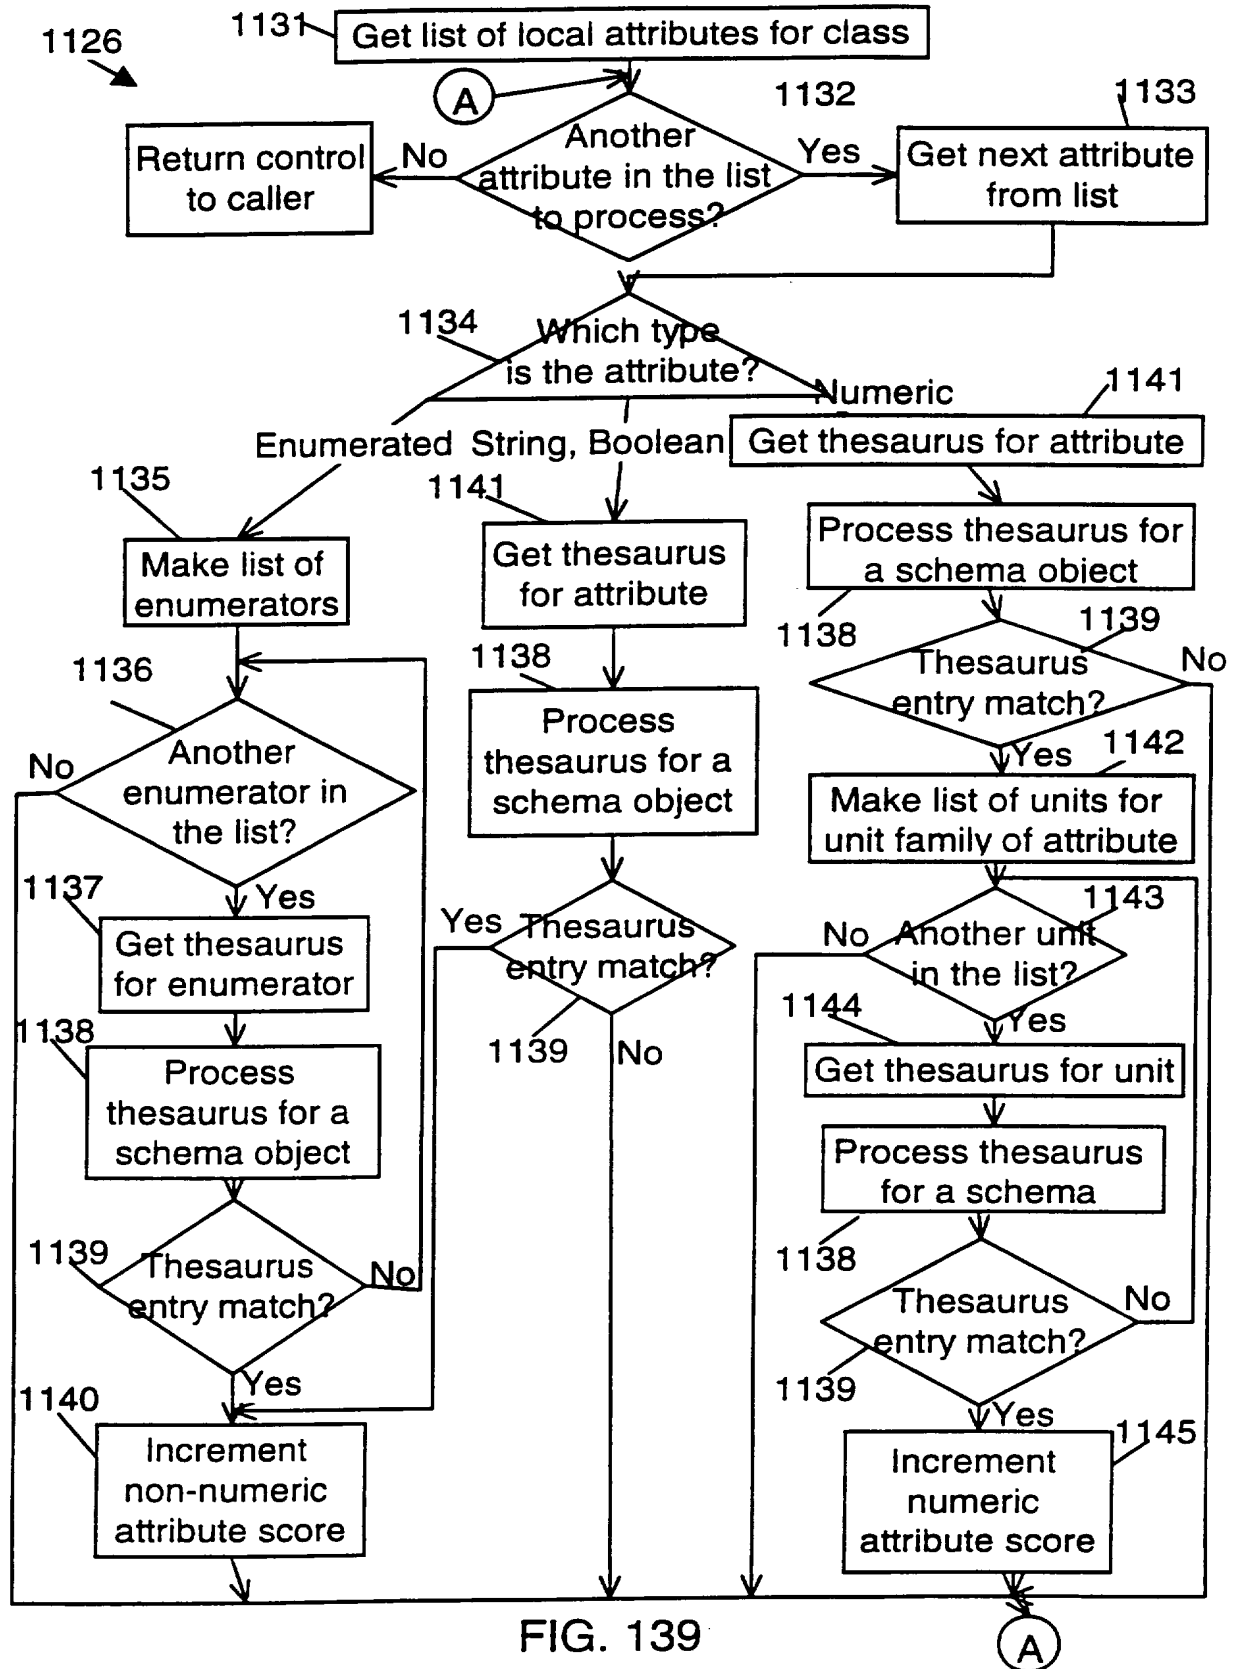 1131
Get list of local attributes for class
1126
A
1132
1133
Another
attribute in the list
to process?
No
Yes
Return control
to caller
Get next attribute
from list
1134
Which type
is the attribute?
Numeric
1141
Enumerated String, Boolean
Get thesaurus for attribute
1135
Make list of
enumerators
1136
Another
enumerator in
the list?
No
Yes
1137
Get thesaurus
for enumerator
1138
Process
thesaurus for a
schema object
1139
Thesaurus
entry match?
No
Yes
1140
Increment
non-numeric
attribute score
1141
Get thesaurus
for attribute
1138
Process
thesaurus for a
schema object
Yes
Thesaurus
entry match?
1139
No
Process thesaurus for
a schema obiect
1138
1139
Thesaurus
entry match?
No
Yes
1142
Make list of units for
unit family of attribute
1143
No
Another unit
in the list?
1144
Yes
Get thesaurus for unit
Process thesaurus
for a schema
1138
Thesaurus
entry match?
No
1139
Yes
1145
Increment
numeric
attribute score
FIG. 139
A